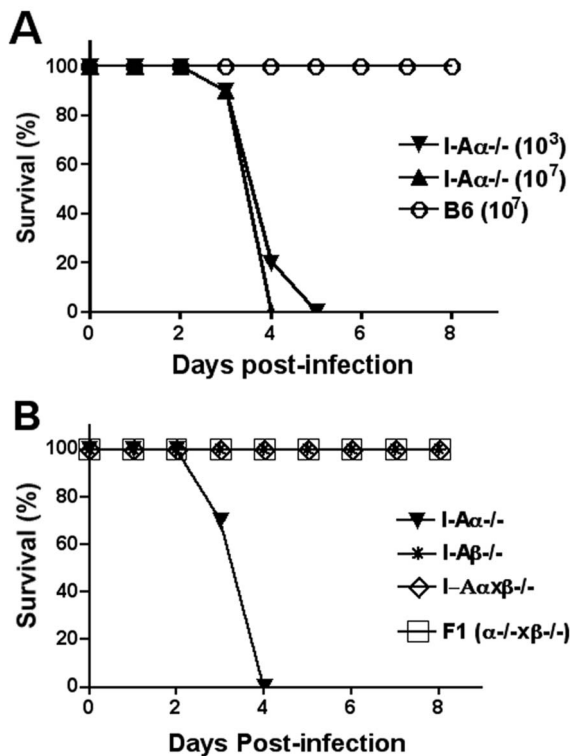 A
Survival (%)
100
80
60
40
20
0
0 2 4 6 8
Days post-infection
I-Aα-/- (10³)
I-Aα-/- (10⁷)
B6 (10⁷)
B
Survival (%)
100
80
60
40
20
0
0 2 4 6 8
Days Post-infection
I-Aα-/-
I-Aβ-/-
I–Aαxβ-/-
F1 (α-/-xβ-/-)